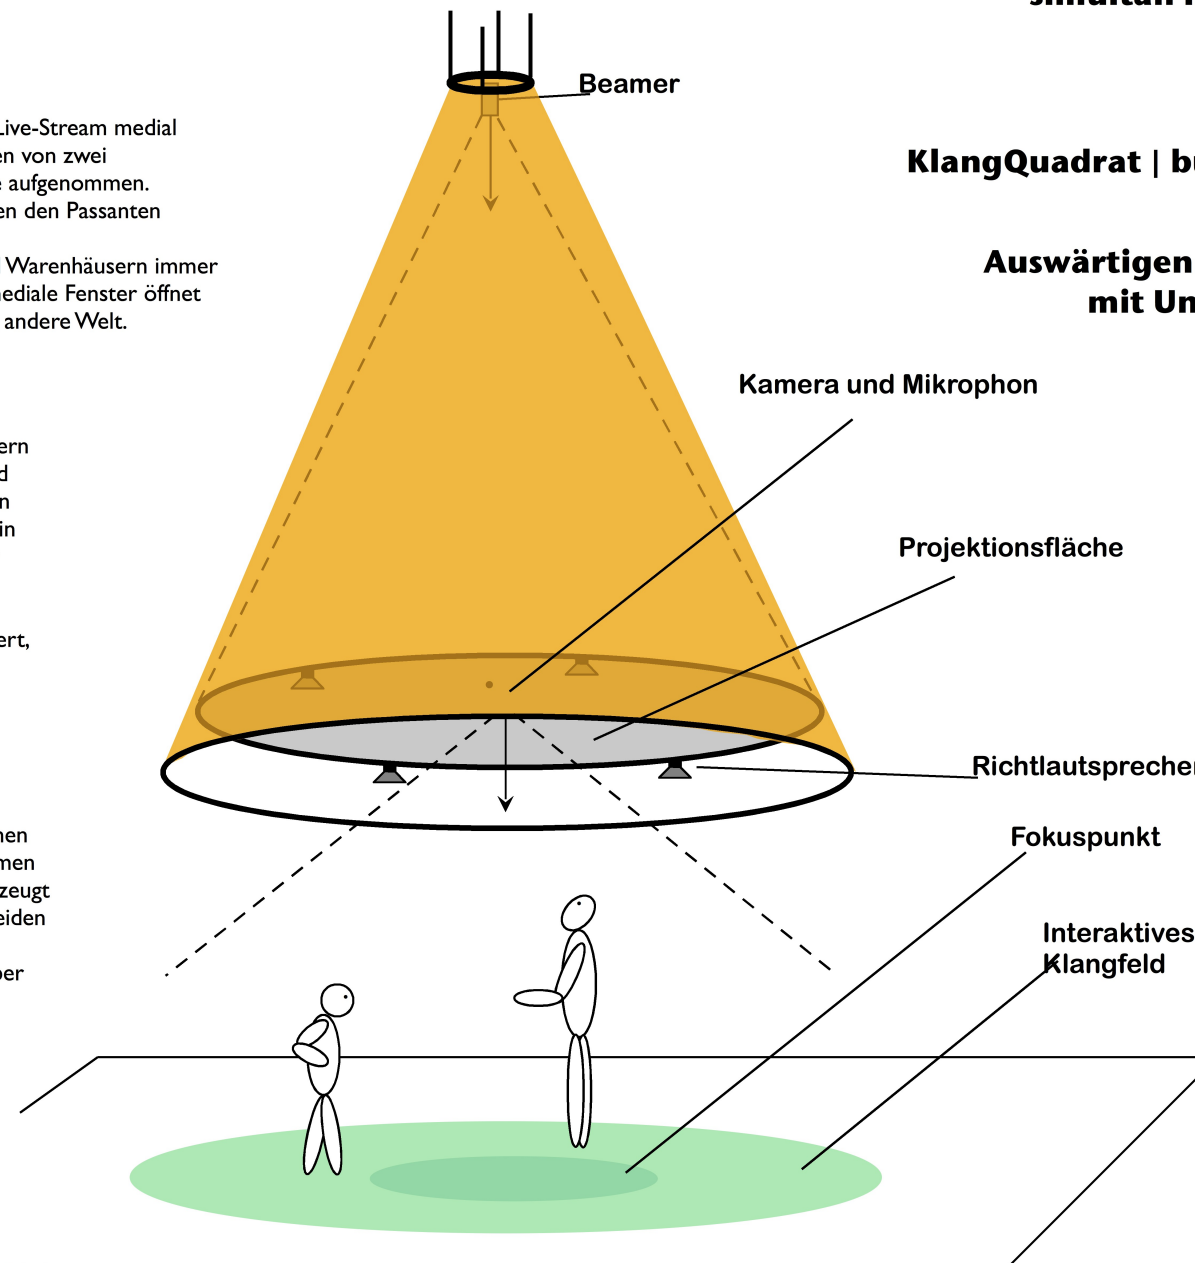 Beamer
Live-Stream medial
en von zwei
e aufgenommen.
en den Passanten
Warenhäusern immer
mediale Fenster öffnet
andere Welt.
KlangQuadrat | bu
Auswärtigen
mit Un
Kamera und Mikrophon
ern
d
n
in
Projektionsfläche
ert,
Richtlautsprecher
nen
men
zeugt
eiden
ber
Fokuspunkt
Interaktives
Klangfeld